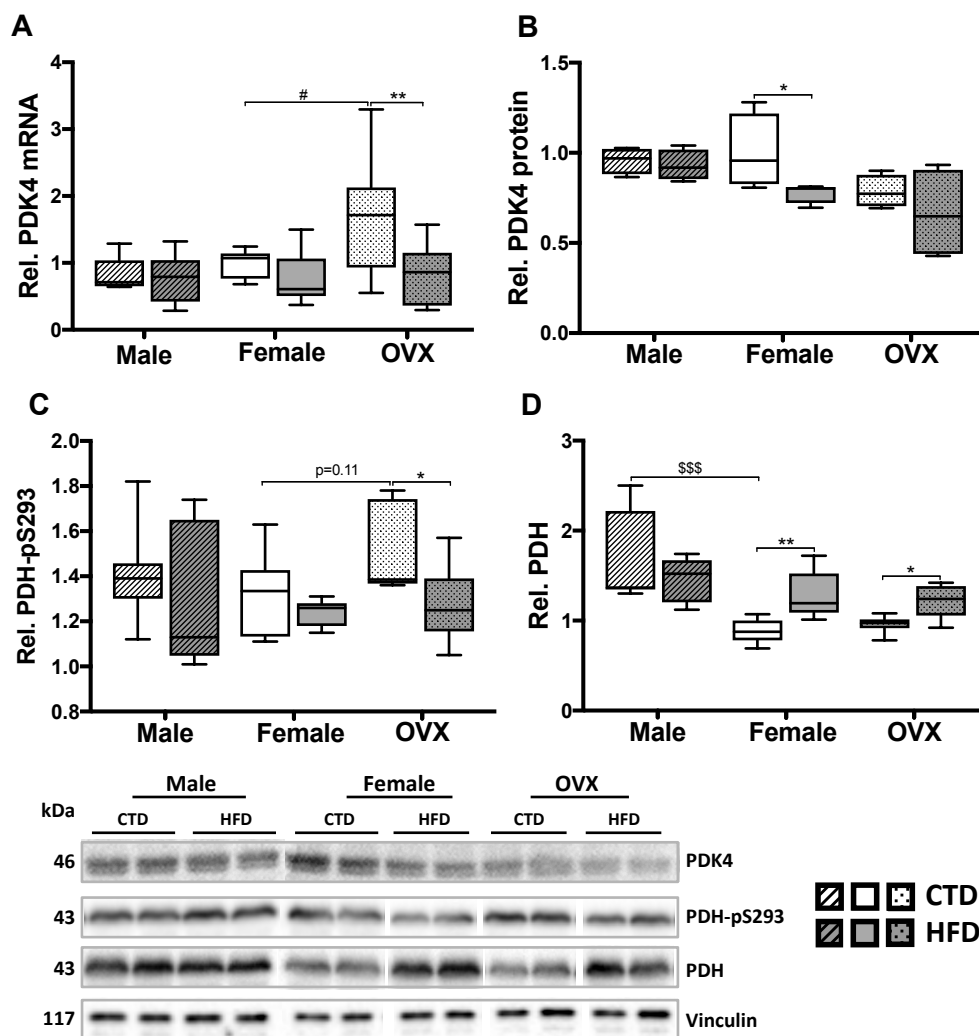 A
Rel. PDK4 mRNA
4
3
2
1
0
#
**
Male
Female
OVX
B
Rel. PDK4 protein
1.5
1.0
0.5
0.0
*
Male
Female
OVX
C
Rel. PDH-pS293
2.0
1.8
1.6
1.4
1.2
1.0
0.8
p=0.11
*
Male
Female
OVX
D
Rel. PDH
3
2
1
0
$$$
**
*
Male
Female
OVX
Male Female OVX
kDa
CTD HFD CTD HFD CTD HFD
46 PDK4
43 PDH-pS293
43 PDH
117 Vinculin
CTD
HFD